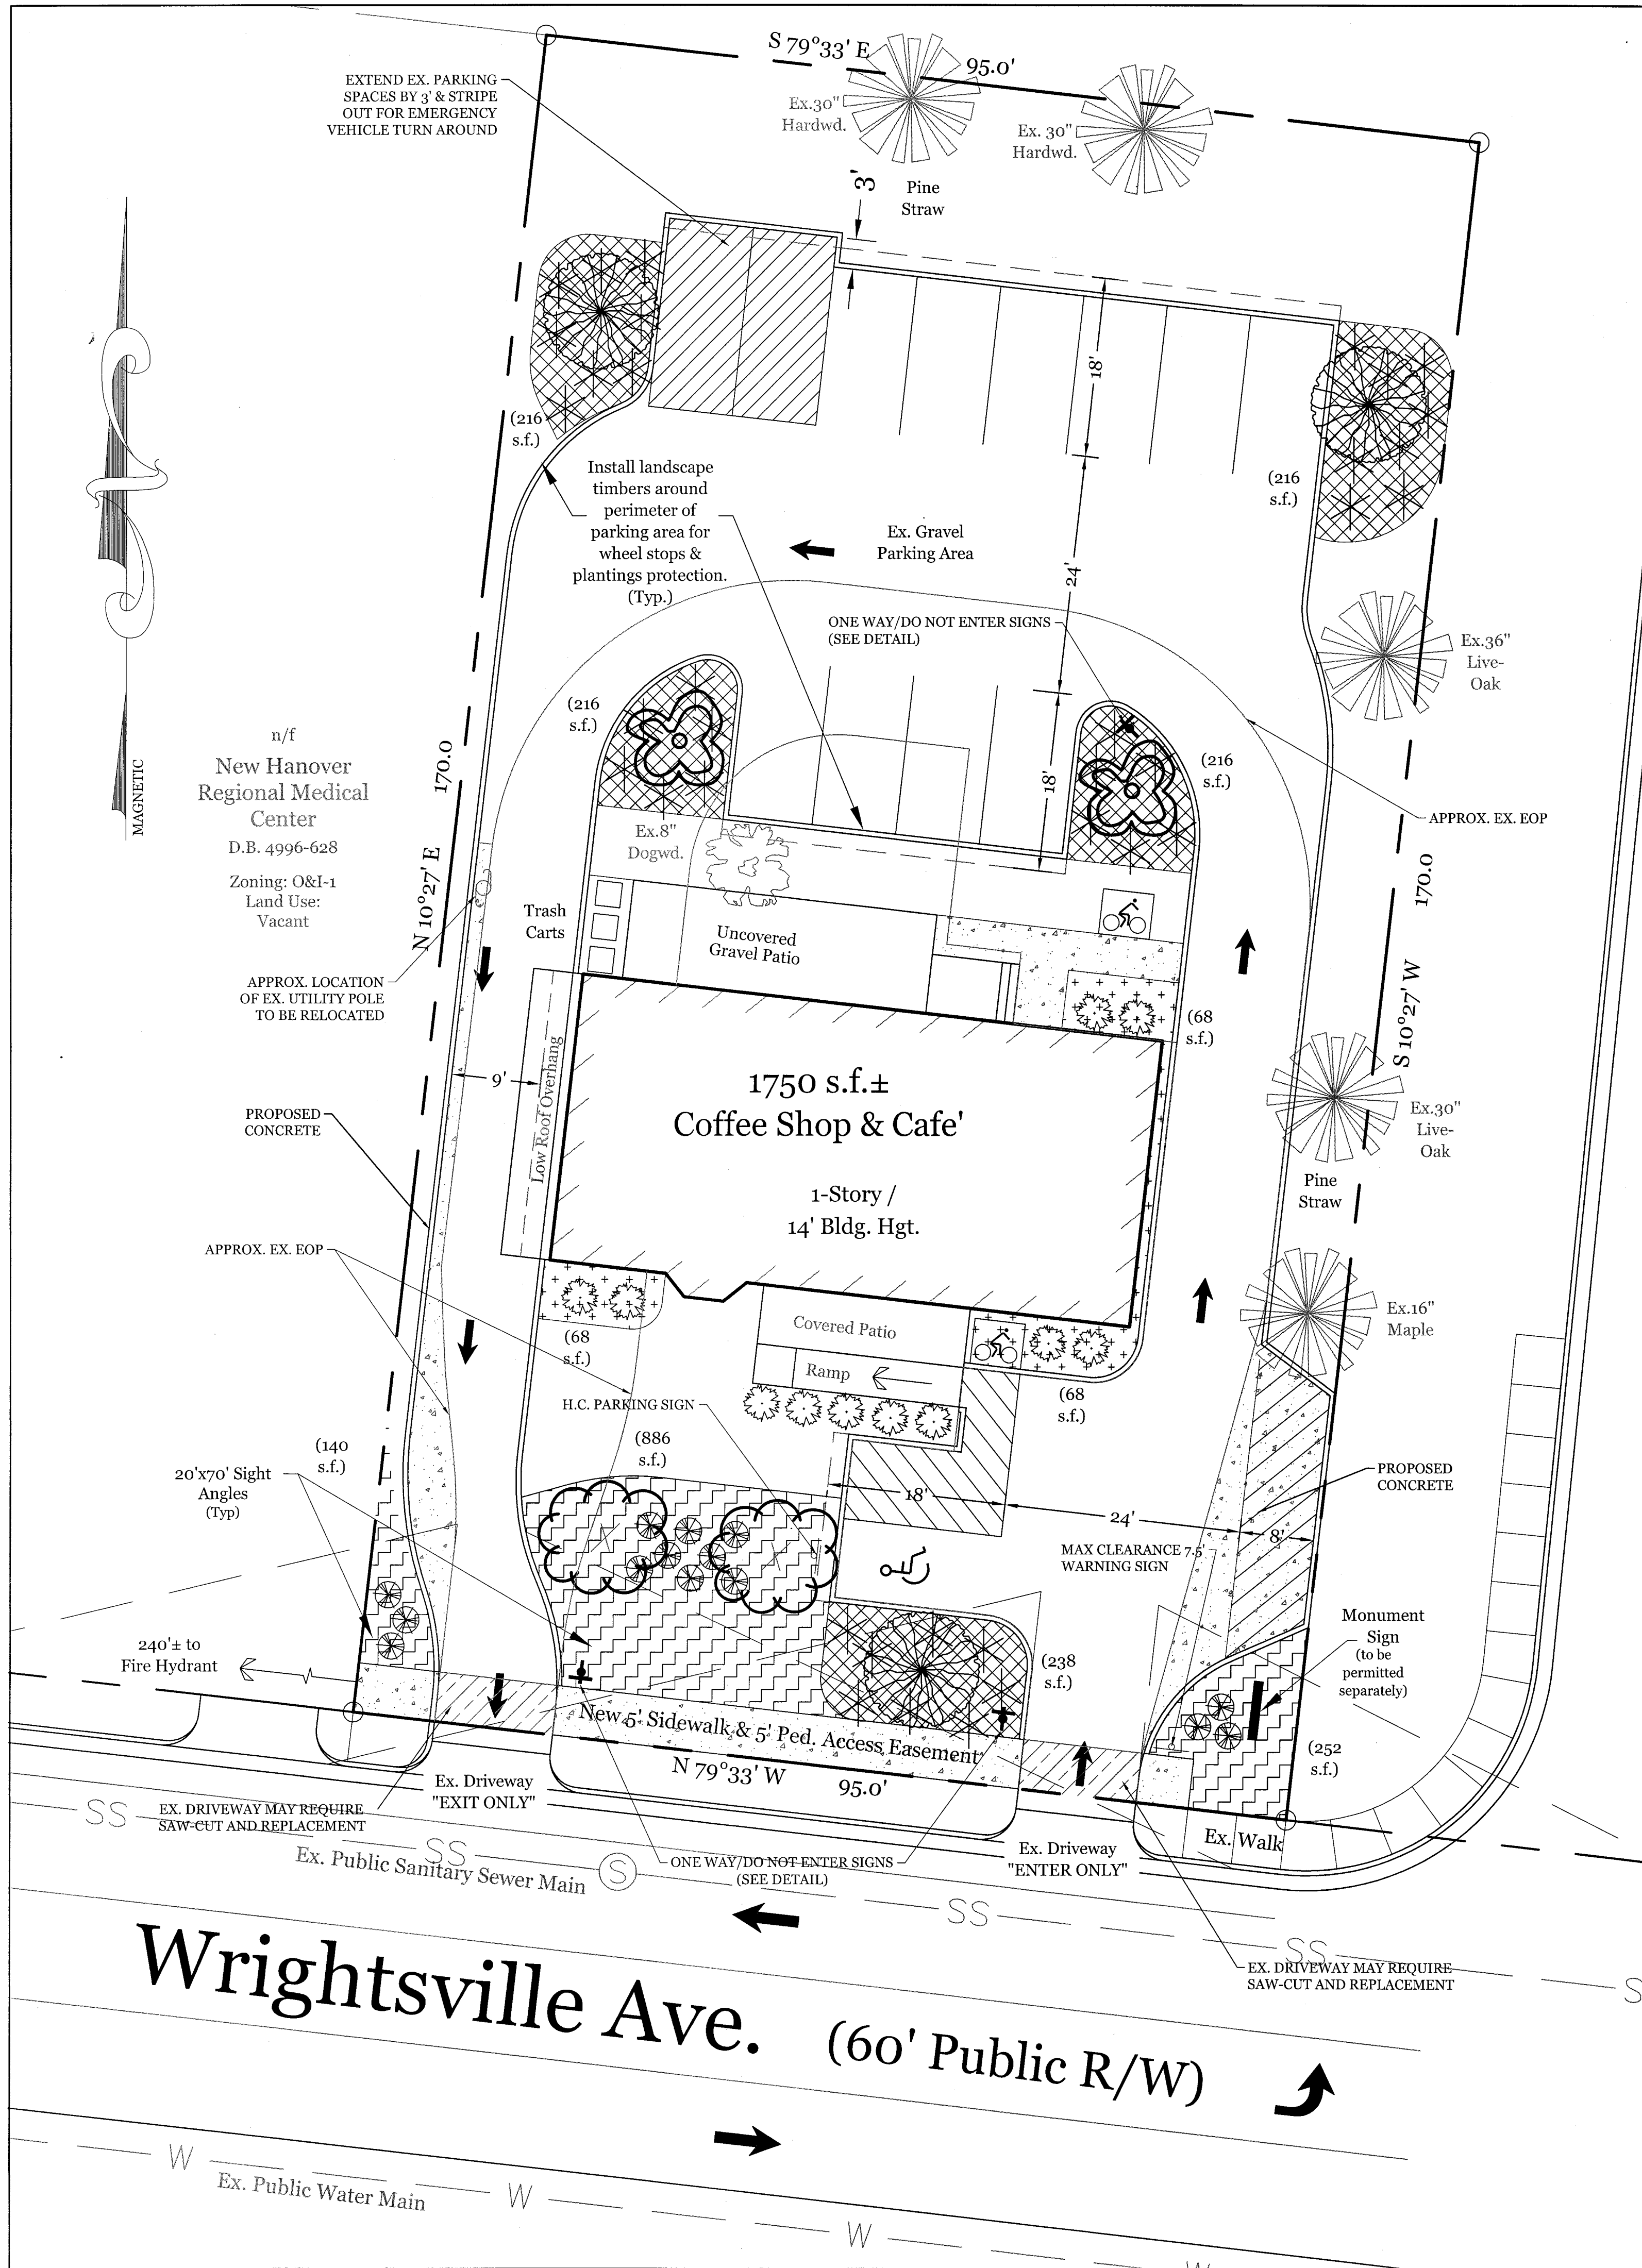 S 79°33' E
95.0'
EXTEND EX. PARKING
SPACES BY 3' & STRIPE
OUT FOR EMERGENCY
VEHICLE TURN AROUND
Ex.30"
Hardwd.
Ex. 30"
Hardwd.
3'
Pine
Straw
18'
(216
s.f.)
(216
s.f.)
Install landscape
timbers around
perimeter of
parking area for
wheel stops &
plantings protection.
(Typ.)
Ex. Gravel
Parking Area
24'
ONE WAY/DO NOT ENTER SIGNS
(SEE DETAIL)
Ex.36"
Live-
Oak
(216
s.f.)
(216
s.f.)
18'
n/f
New Hanover
Regional Medical
Center
D.B. 4996-628
Zoning: O&I-1
Land Use:
Vacant
MAGNETIC
170.0
N 10°27' E
APPROX. EX. EOP
170.0
S 10°27' W
Ex.8"
Dogwd.
Trash
Carts
Uncovered
Gravel Patio
APPROX. LOCATION
OF EX. UTILITY POLE
TO BE RELOCATED
(68
s.f.)
9'
Low Roof Overhang
1750 s.f.±
Coffee Shop & Cafe'
1-Story /
14' Bldg. Hgt.
Ex.30"
Live-
Oak
Pine
Straw
PROPOSED
CONCRETE
APPROX. EX. EOP
Ex.16"
Maple
(68
s.f.)
Covered Patio
Ramp
(68
s.f.)
H.C. PARKING SIGN
(886
s.f.)
(140
s.f.)
20'x70' Sight
Angles
(Typ)
PROPOSED
CONCRETE
18'
24'
8'
MAX CLEARANCE 7.5'
WARNING SIGN
Monument
Sign
(to be
permitted
separately)
240'± to
Fire Hydrant
(238
s.f.)
(252
s.f.)
New 5' Sidewalk & 5' Ped. Access Easement
N 79°33' W
95.0'
Ex. Driveway
"EXIT ONLY"
EX. DRIVEWAY MAY REQUIRE
SAW-CUT AND REPLACEMENT
Ex. Walk
Ex. Driveway
"ENTER ONLY"
ONE WAY/DO NOT ENTER SIGNS
(SEE DETAIL)
SS
SS
Ex. Public Sanitary Sewer Main
S
SS
SS
S
EX. DRIVEWAY MAY REQUIRE
SAW-CUT AND REPLACEMENT
Wrightsville Ave.
(60' Public R/W)
W
Ex. Public Water Main
W
W
W